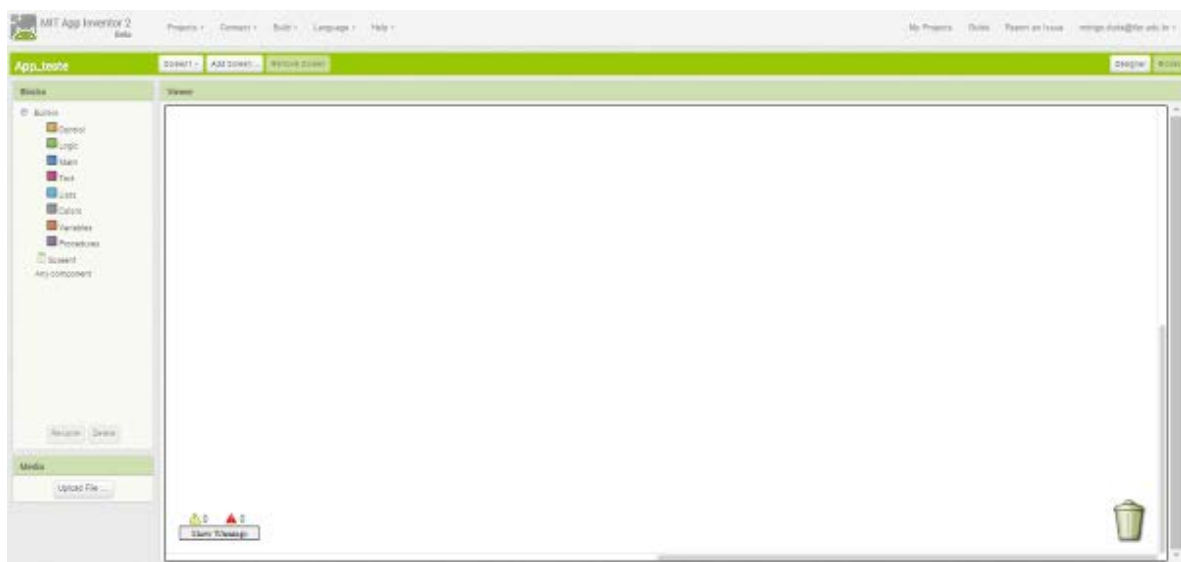 MIT App Inventor 2
Beta
Projects Connect Build Language Help
My Projects Guide Report an Issue
App_teste
Screen1 Add Screen... Remove Screen
Designer
Blocks
Viewer
Built-in
Control
Logic
Math
Text
Lists
Colors
Variables
Procedures
Screen1
Any component
Rename Delete
Media
Upload File ...
0 0
Show Warnings